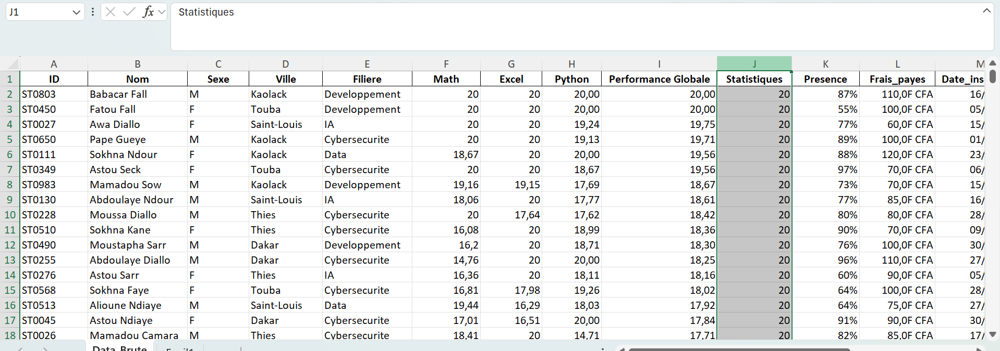 J1 fx Statistiques
A B C D E F G H I J K L M
1 ID Nom Sexe Ville Filiere Math Excel Python Performance Globale Statistiques Presence Frais_payes Date_ins
2 ST0803 Babacar Fall M Kaolack Developpement 20 20 20,00 20,00 20 87% 110,0F CFA 16/
3 ST0450 Fatou Fall F Touba Developpement 20 20 20,00 20,00 20 55% 100,0F CFA 05/
4 ST0027 Awa Diallo F Saint-Louis IA 20 20 19,24 19,75 20 77% 60,0F CFA 15/
5 ST0650 Pape Gueye M Kaolack Cybersecurite 20 20 19,13 19,71 20 89% 100,0F CFA 01/
6 ST0111 Sokhna Ndour F Kaolack Data 18,67 20 20,00 19,56 20 88% 120,0F CFA 23/
7 ST0349 Astou Seck F Touba Cybersecurite 20 20 18,67 19,56 20 97% 70,0F CFA 06/
8 ST0983 Mamadou Sow M Kaolack Developpement 19,16 19,15 17,69 18,67 20 73% 70,0F CFA 15/
9 ST0130 Abdoulaye Ndour M Saint-Louis IA 18,06 20 17,77 18,61 20 77% 85,0F CFA 16/
10 ST0228 Moussa Diallo M Thies Cybersecurite 20 17,64 17,62 18,42 20 80% 80,0F CFA 28/
11 ST0510 Sokhna Kane F Thies Cybersecurite 16,08 20 18,99 18,36 20 90% 70,0F CFA 09/
12 ST0490 Moustapha Sarr M Dakar Developpement 16,2 20 18,71 18,30 20 76% 100,0F CFA 30/
13 ST0255 Abdoulaye Diallo M Dakar Cybersecurite 14,76 20 20,00 18,25 20 96% 110,0F CFA 27/
14 ST0276 Astou Sarr F Thies IA 16,36 20 18,11 18,16 20 60% 90,0F CFA 05/
15 ST0568 Sokhna Faye F Touba Cybersecurite 16,81 17,98 19,26 18,02 20 64% 100,0F CFA 28/
16 ST0513 Alioune Ndiaye M Saint-Louis Data 19,44 16,29 18,03 17,92 20 64% 75,0F CFA 27/
17 ST0045 Astou Ndiaye F Dakar Cybersecurite 17,01 16,51 20,00 17,84 20 91% 90,0F CFA 30/
18 ST0026 Mamadou Camara M Thies Cybersecurite 18,41 20 14,71 17,71 20 82% 85,0F CFA 17/
Data_Brute